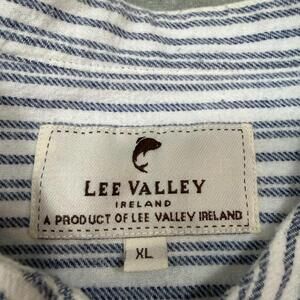 LEE VALLEY
IRELAND
A PRODUCT OF LEE VALLEY IRELAND
XL